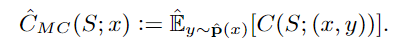 Ĉ_{MC}(S; x) := 𝔼̂_{y∼p̂(x)}[C(S; (x, y))].